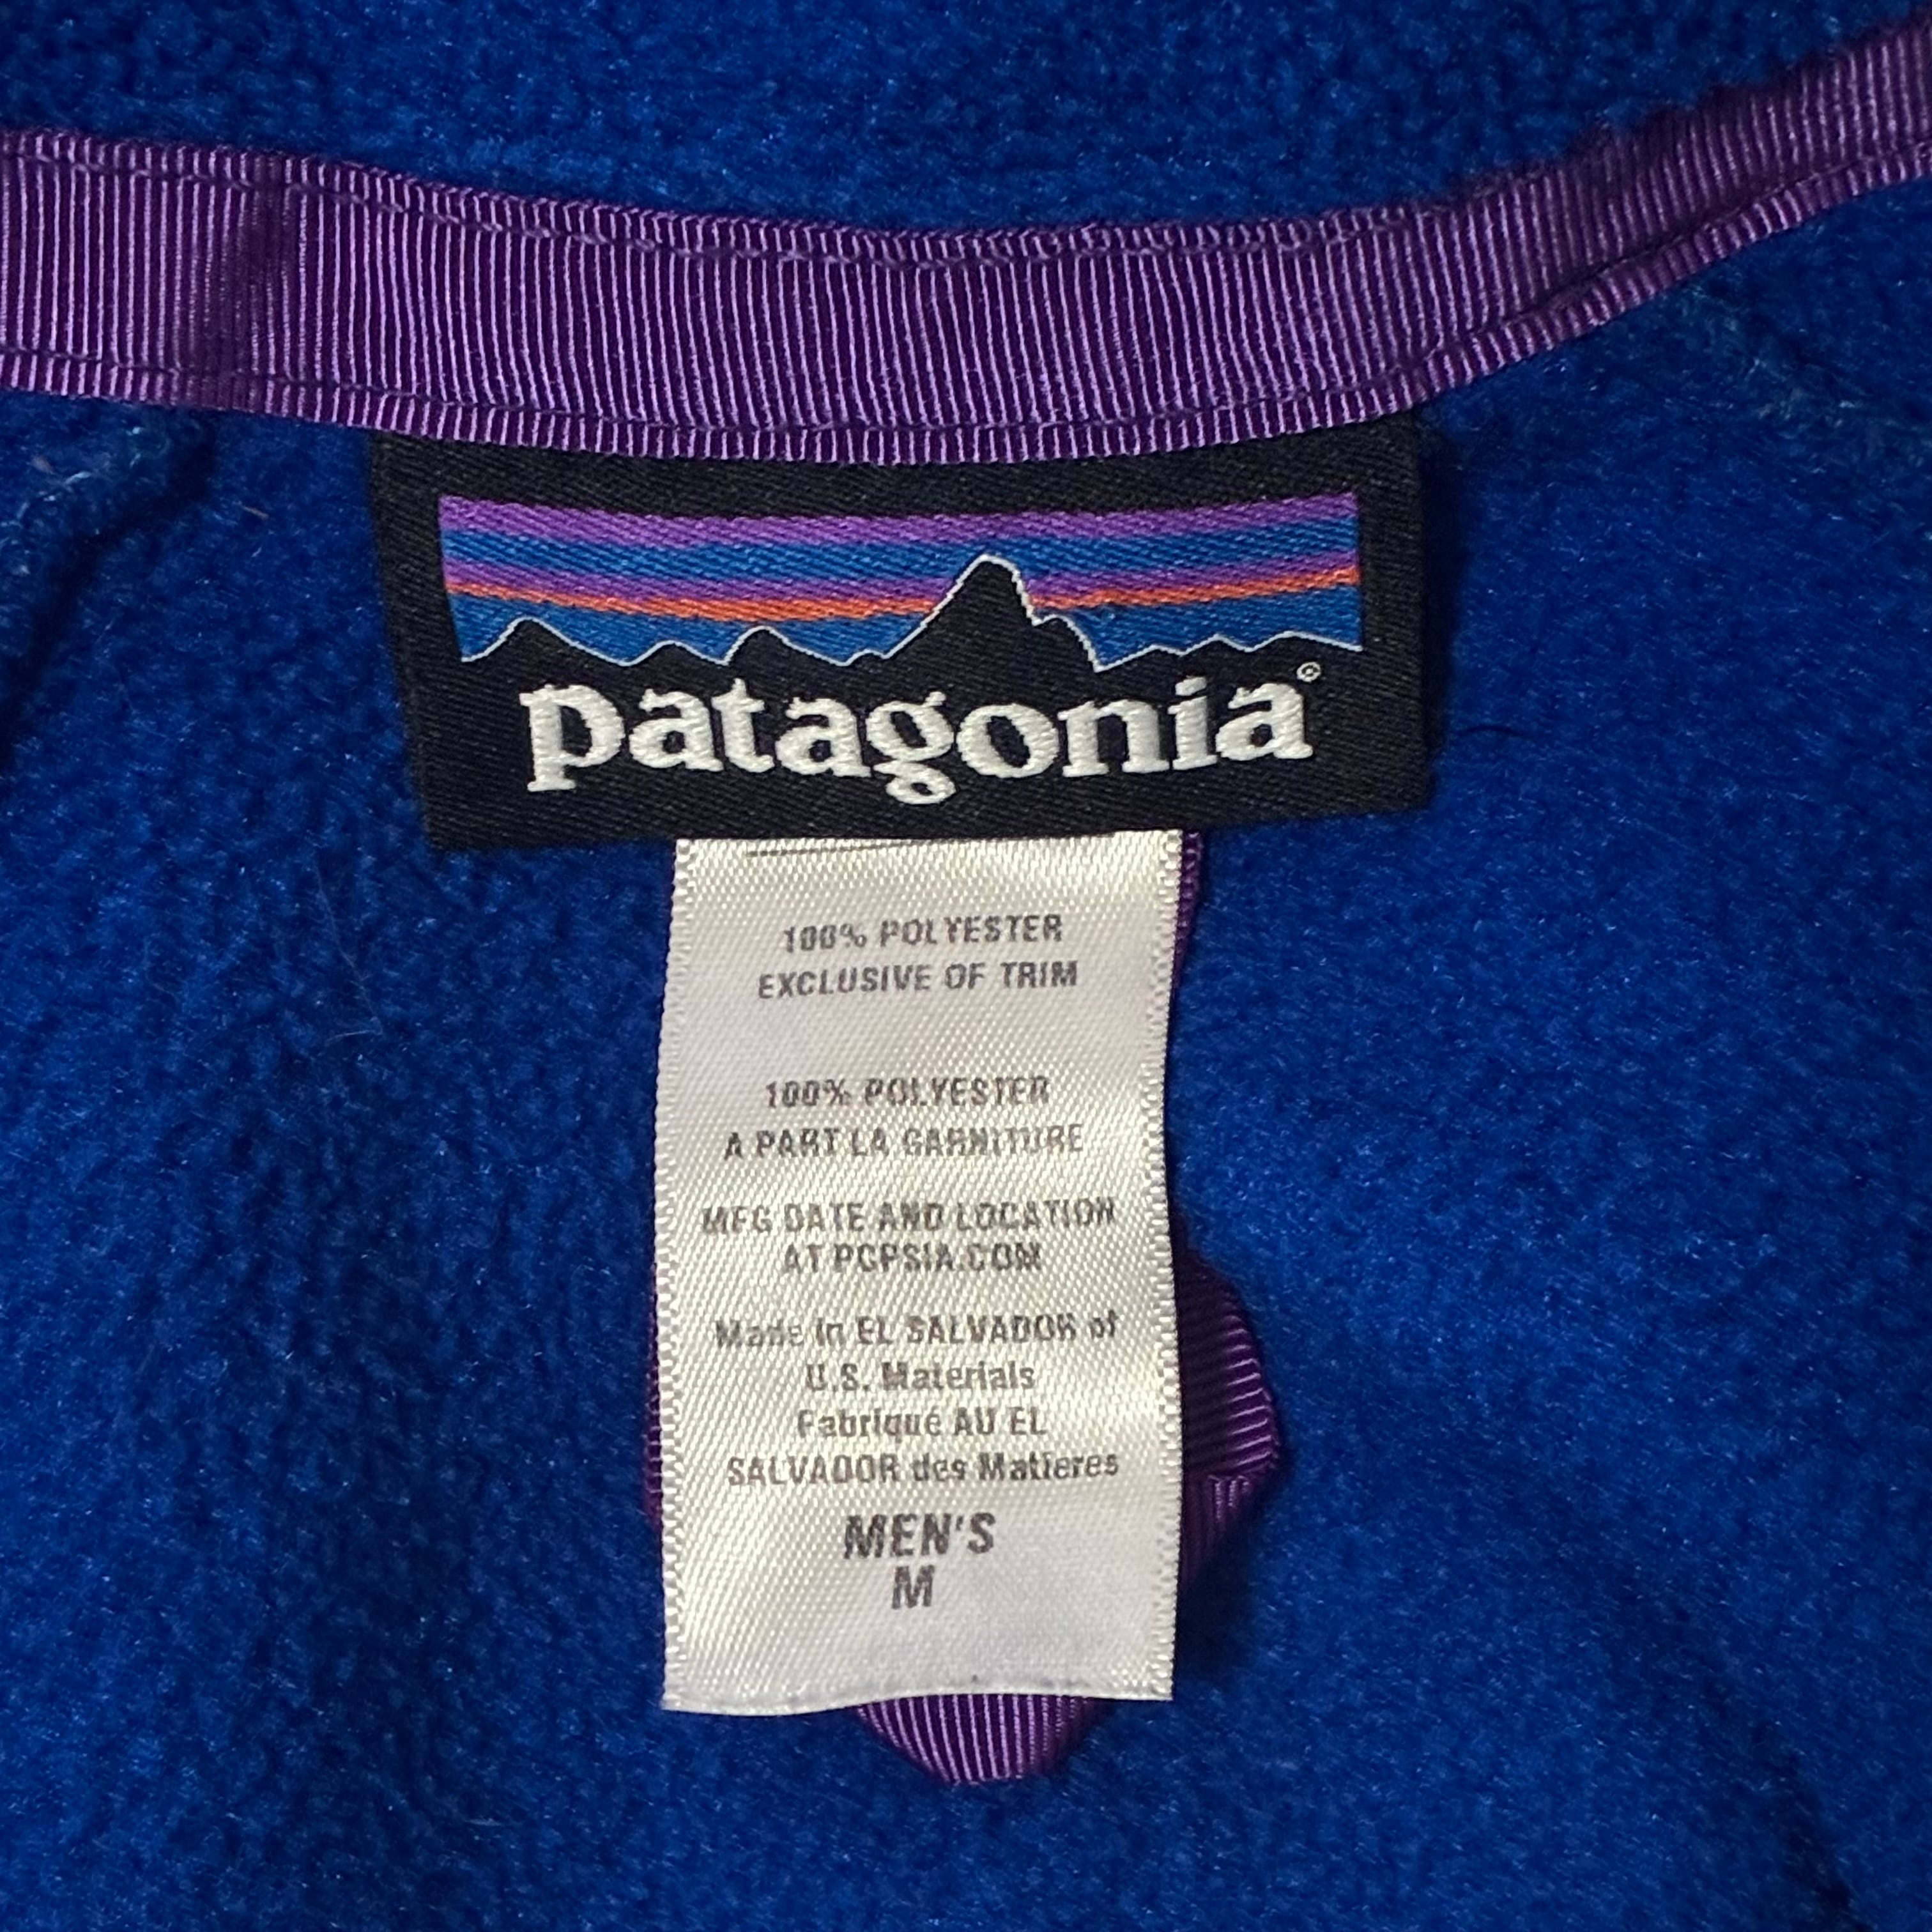 patagonia®
100% POLYESTER
EXCLUSIVE OF TRIM
100% POLYESTER
A PART LA GARNITURE
MFG DATE AND LOCATION
AT PGPSIA.COM
Made in EL SALVADOR of
U.S. Materials
Fabriqué AU EL
SALVADOR des Matieres
MEN'S
M